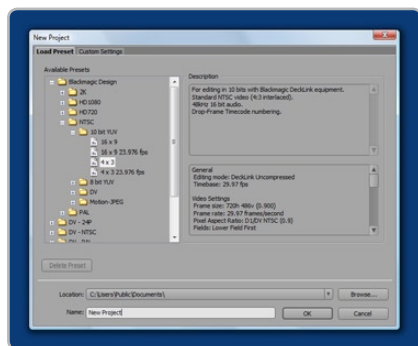 New Project
Load Preset
Custom Settings
Available Presets
Blackmagic Design
2K
HD1080
HD720
NTSC
10 bit YUV
16 x 9
16 x 9 23.976 fps
4 x 3
4 x 3 23.976 fps
8 bit YUV
DV
Motion-JPEG
PAL
DV - 24P
DV - NTSC
DV - PAL
Delete Preset
Description
For editing in 10 bits with Blackmagic DeckLink equipment.
Standard NTSC video (4:3 interlaced).
48kHz 16 bit audio.
Drop-Frame Timecode numbering.
General
Editing mode: DeckLink Uncompressed
Timebase: 29.97 fps
Video Settings
Frame size: 720h 486v (0.900)
Frame rate: 29.97 frames/second
Pixel Aspect Ratio: D1/DV NTSC (0.9)
Fields: Lower Field First
Location: C:\Users\Public\Documents\
Browse...
Name: New Project
OK
Cancel